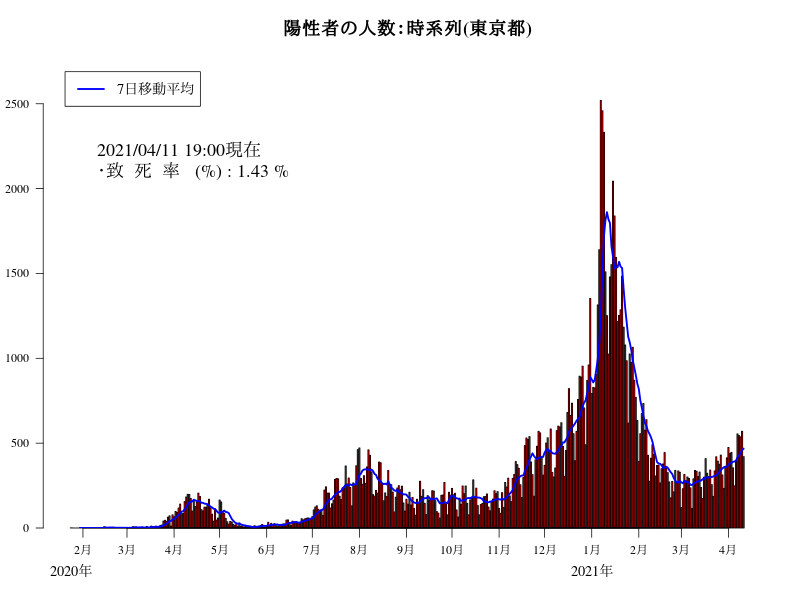 陽性者の人数:時系列(東京都)
7日移動平均
2021/04/11 19:00現在
・致 死 率 (%) : 1.43 %
2500
2000
1500
1000
500
0
2月 3月 4月 5月 6月 7月 8月 9月 10月 11月 12月 1月 2月 3月 4月
2020年 2021年